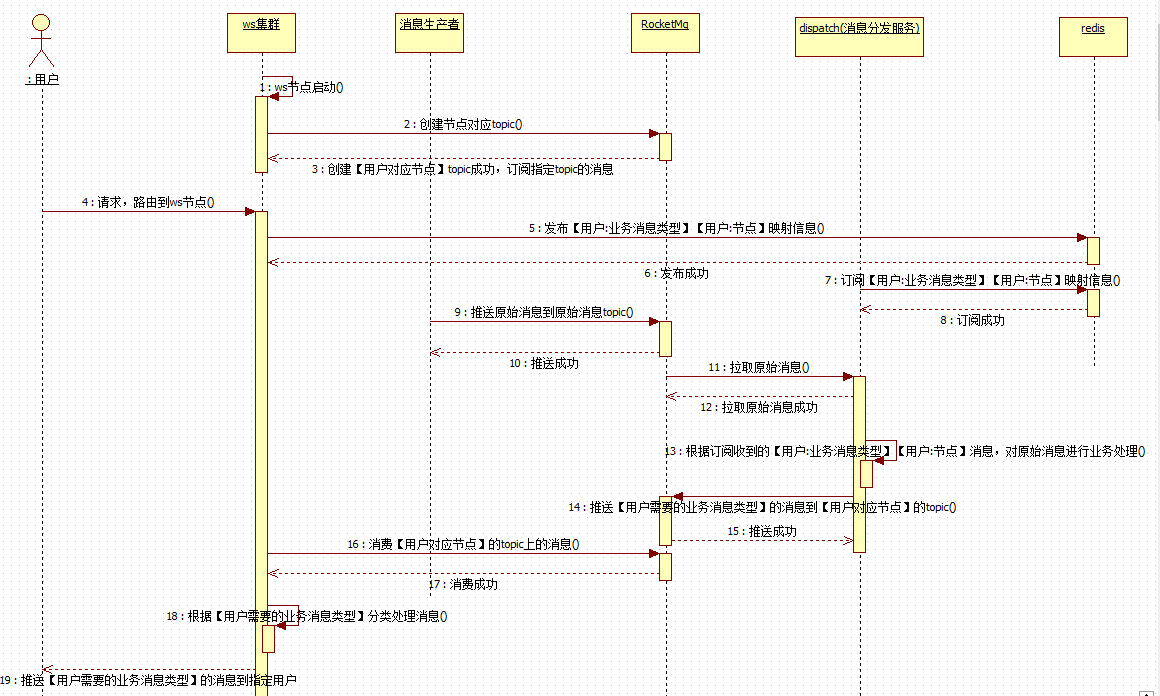 ws集群
消息生产者
RocketMq
dispatch(消息分发服务)
redis
: 用户
1 : ws节点启动()
2 : 创建节点对应topic()
3 : 创建【用户对应节点】topic成功，订阅指定topic的消息
4 : 请求，路由到ws节点()
5 : 发布【用户:业务消息类型】【用户:节点】映射信息()
6 : 发布成功
7 : 订阅【用户:业务消息类型】【用户:节点】映射信息()
8 : 订阅成功
9 : 推送原始消息到原始消息topic()
10 : 推送成功
11 : 拉取原始消息()
12 : 拉取原始消息成功
13 : 根据订阅收到的【用户:业务消息类型】【用户:节点】消息，对原始消息进行业务处理()
14 : 推送【用户需要的业务消息类型】的消息到【用户对应节点】的topic()
15 : 推送成功
16 : 消费【用户对应节点】的topic上的消息()
17 : 消费成功
18 : 根据【用户需要的业务消息类型】分类处理消息()
19 : 推送【用户需要的业务消息类型】的消息到指定用户